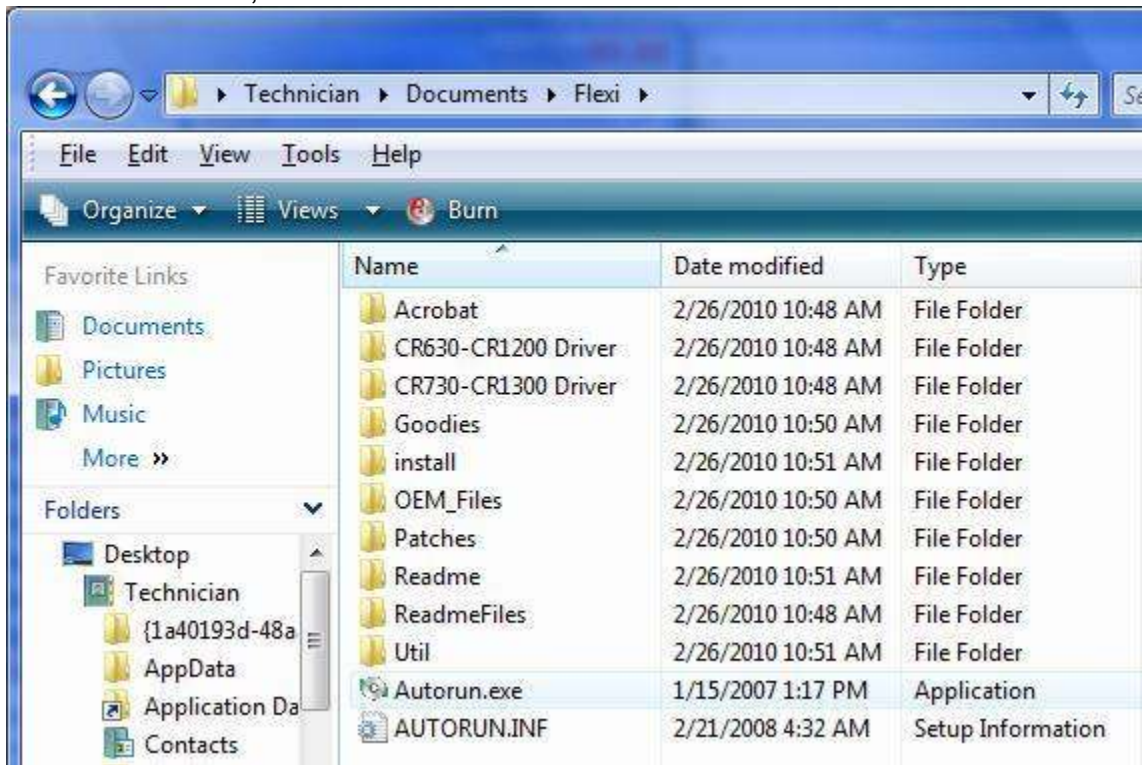 Technician Documents Flexi
File Edit View Tools Help
Organize Views Burn
Favorite Links
Documents
Pictures
Music
More »
Folders
Desktop
Technician
{1a40193d-48a
AppData
Application Da
Contacts
Name Date modified Type
Acrobat 2/26/2010 10:48 AM File Folder
CR630-CR1200 Driver 2/26/2010 10:48 AM File Folder
CR730-CR1300 Driver 2/26/2010 10:48 AM File Folder
Goodies 2/26/2010 10:50 AM File Folder
install 2/26/2010 10:51 AM File Folder
OEM_Files 2/26/2010 10:50 AM File Folder
Patches 2/26/2010 10:50 AM File Folder
Readme 2/26/2010 10:51 AM File Folder
ReadmeFiles 2/26/2010 10:48 AM File Folder
Util 2/26/2010 10:51 AM File Folder
Autorun.exe 1/15/2007 1:17 PM Application
AUTORUN.INF 2/21/2008 4:32 AM Setup Information